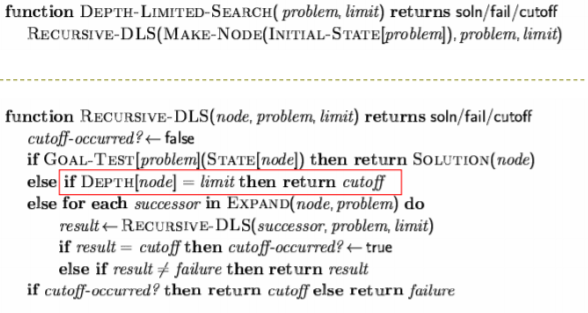 function DEPTH-LIMITED-SEARCH( problem, limit) returns soln/fail/cutoff
RECURSIVE-DLS(MAKE-NODE(INITIAL-STATE[problem]), problem, limit)
function RECURSIVE-DLS(node, problem, limit) returns soln/fail/cutoff
cutoff-occurred? ← false
if GOAL-TEST[problem](STATE[node]) then return SOLUTION(node)
else if DEPTH[node] = limit then return cutoff
else for each successor in EXPAND(node, problem) do
result ← RECURSIVE-DLS(successor, problem, limit)
if result = cutoff then cutoff-occurred? ← true
else if result ≠ failure then return result
if cutoff-occurred? then return cutoff else return failure